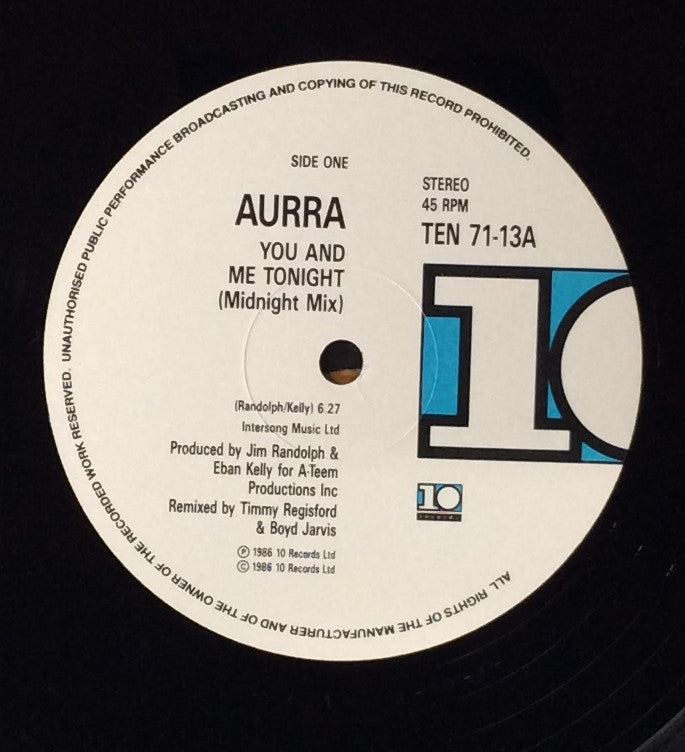 UNAUTHORISED PUBLIC PERFORMANCE BROADCASTING AND COPYING OF THIS RECORD PROHIBITED.
SIDE ONE
AURRA
YOU AND
ME TONIGHT
(Midnight Mix)
STEREO
45 RPM
TEN 71-13A
10
(Randolph/Kelly) 6.27
Intersong Music Ltd
Produced by Jim Randolph &
Eban Kelly for A-Teem
Productions Inc
Remixed by Timmy Regisford
& Boyd Jarvis
℗ 1986 10 Records Ltd
© 1986 10 Records Ltd
10
ALL RIGHTS OF THE MANUFACTURER AND OF THE OWNER OF THE RECORDED WORK RESERVED.